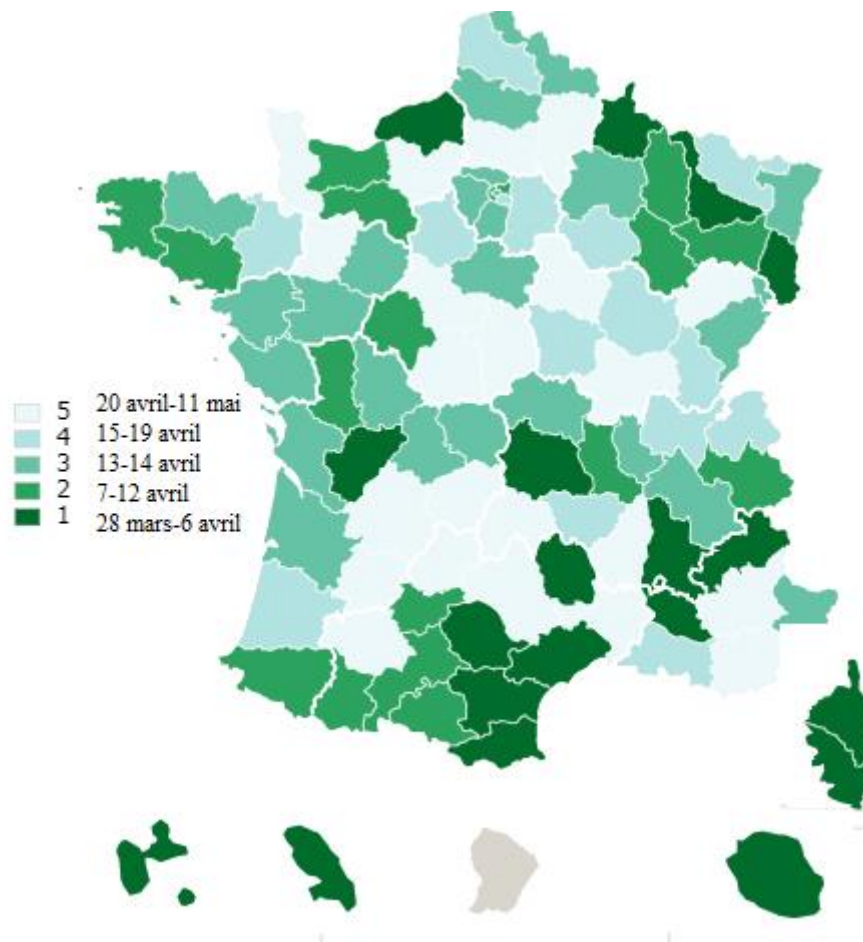 5 20 avril-11 mai
4 15-19 avril
3 13-14 avril
2 7-12 avril
1 28 mars-6 avril